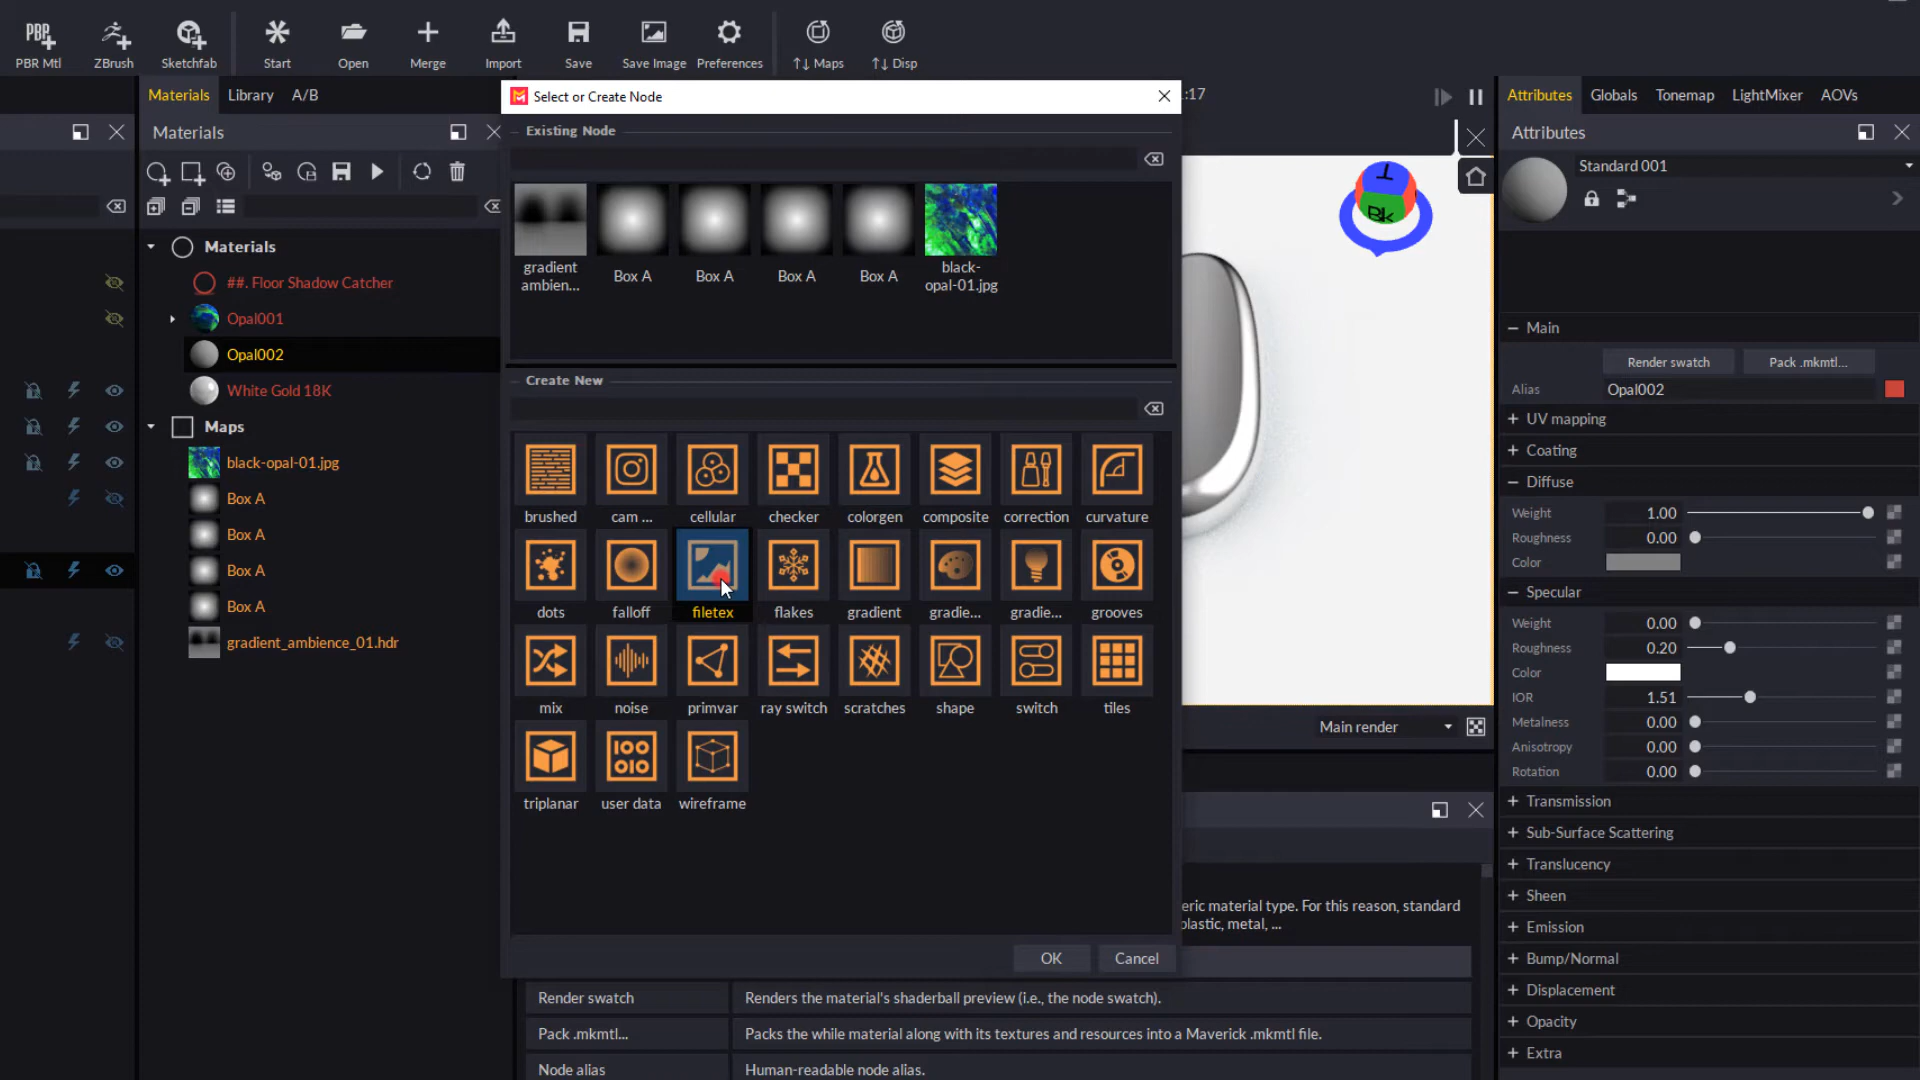 PBR
PBR Mtl
ZBrush
Sketchfab
Start
Open
Merge
Import
Save
Save Image
Preferences
↑↓ Maps
↑↓ Disp
Materials
Library
A/B
Select or Create Node
:17
Attributes
Globals
Tonemap
LightMixer
AOVs
Materials
Existing Node
Attributes
Standard 001
T
Bk
gradient
ambien...
Box A
Box A
Box A
Box A
black-
opal-01.jpg
Materials
##. Floor Shadow Catcher
Opal001
Opal002
White Gold 18K
Maps
black-opal-01.jpg
Box A
Box A
Box A
Box A
gradient_ambience_01.hdr
Create New
brushed
cam ...
cellular
checker
colorgen
composite
correction
curvature
dots
falloff
filetex
flakes
gradient
gradie...
gradie...
grooves
mix
noise
primvar
ray switch
scratches
shape
switch
tiles
100
010
triplanar
user data
wireframe
OK
Cancel
Main render
− Main
Render swatch
Pack .mkmtl...
Alias
Opal002
+ UV mapping
+ Coating
− Diffuse
Weight 1.00
Roughness 0.00
Color
− Specular
Weight 0.00
Roughness 0.20
Color
IOR 1.51
Metalness 0.00
Anisotropy 0.00
Rotation 0.00
+ Transmission
+ Sub-Surface Scattering
+ Translucency
+ Sheen
+ Emission
+ Bump/Normal
+ Displacement
+ Opacity
+ Extra
eric material type. For this reason, standard
plastic, metal, ...
Render swatch
Renders the material's shaderball preview (i.e., the node swatch).
Pack .mkmtl...
Packs the while material along with its textures and resources into a Maverick .mkmtl file.
Node alias
Human-readable node alias.